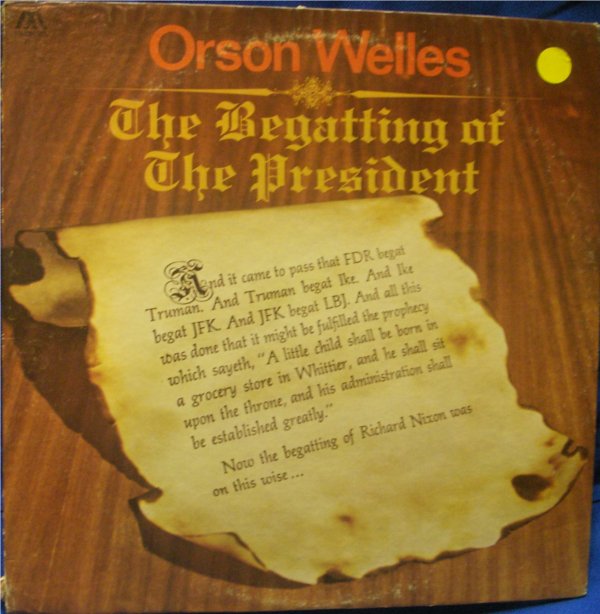 Orson Welles
The Begatting of
The President
And it came to pass that FDR begat
Truman. And Truman begat Ike. And Ike
begat JFK. And JFK begat LBJ. And all this
was done that it might be fulfilled the prophecy
which sayeth, "A little child shall be born in
a grocery store in Whittier, and he shall sit
upon the throne, and his administration shall
be established greatly."
Now the begatting of Richard Nixon was
on this wise...